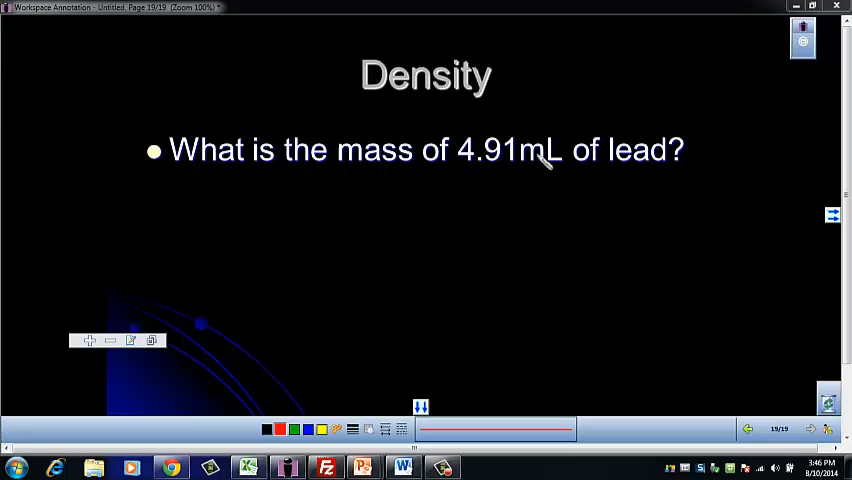 Workspace Annotation - Untitled, Page 19/19 (Zoom 100%) *
Density
What is the mass of 4.91mL of lead?
19/19
3:46 PM
8/10/2014